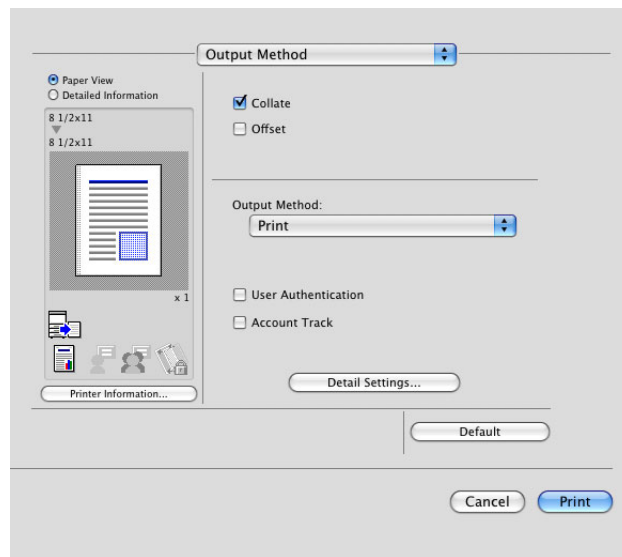 Output Method
Paper View
Detailed Information
8 1/2x11
8 1/2x11
x 1
Printer Information...
Collate
Offset
Output Method:
Print
User Authentication
Account Track
Detail Settings...
Default
Cancel
Print